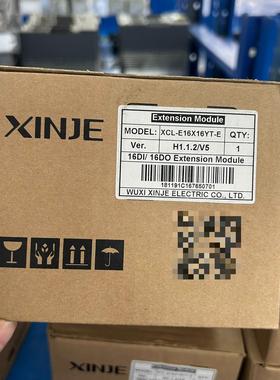 XINJE
Extension Module
MODEL: XCL-E16X16YT-E QTY:
Ver. H1.1.2/V5 1
16DI/ 16DO Extension Module
181191C167650701
WUXI XINJE ELECTRIC CO., LTD.
XINJE